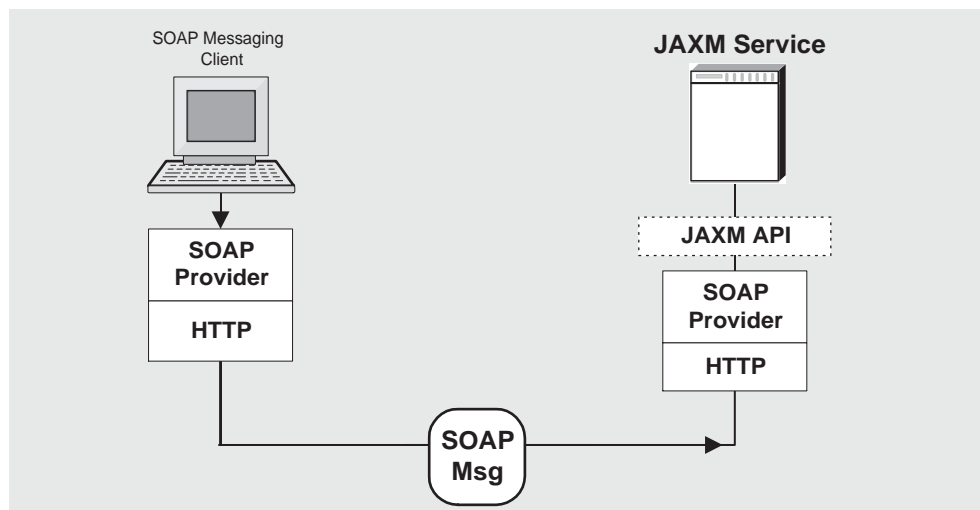 SOAP Messaging
Client
JAXM Service
JAXM API
SOAP
Provider
HTTP
SOAP
Provider
HTTP
SOAP
Msg